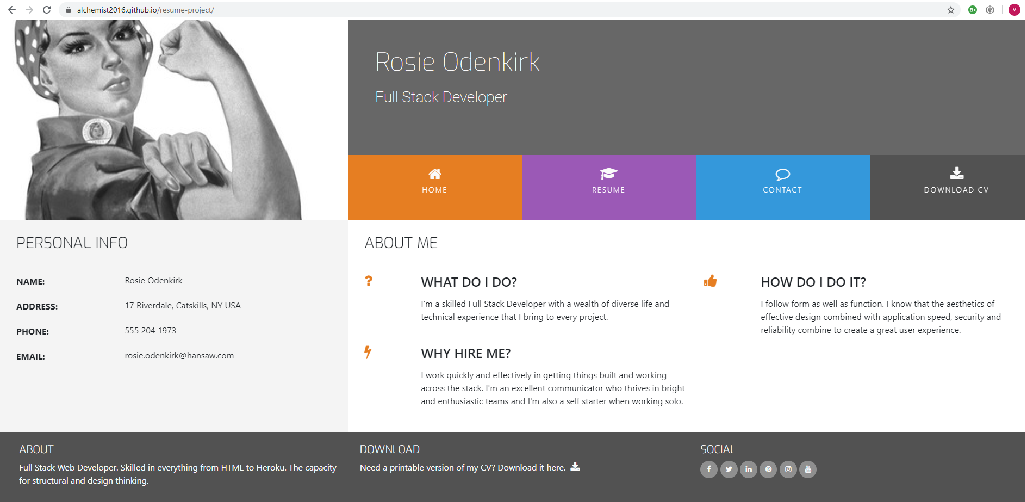 alchemist2016.github.io/resume-project/
Rosie Odenkirk
Full Stack Developer
HOME
RESUME
CONTACT
DOWNLOAD CV
PERSONAL INFO
NAME: Rosie Odenkirk
ADDRESS: 17 Riverdale, Catskills, NY USA
PHONE: 555 204 1973
EMAIL: rosie.odenkirk@hansaw.com
ABOUT ME
WHAT DO I DO?
I'm a skilled Full Stack Developer with a wealth of diverse life and
technical experience that I bring to every project.
HOW DO I DO IT?
I follow form as well as function. I know that the aesthetics of
effective design combined with application speed, security and
reliability combine to create a great user experience.
WHY HIRE ME?
I work quickly and effectively in getting things built and working
across the stack. I'm an excellent communicator who thrives in bright
and enthusiastic teams and I'm also a self starter when working solo.
ABOUT
Full Stack Web Developer. Skilled in everything from HTML to Heroku. The capacity
for structural and design thinking.
DOWNLOAD
Need a printable version of my CV? Download it here.
SOCIAL